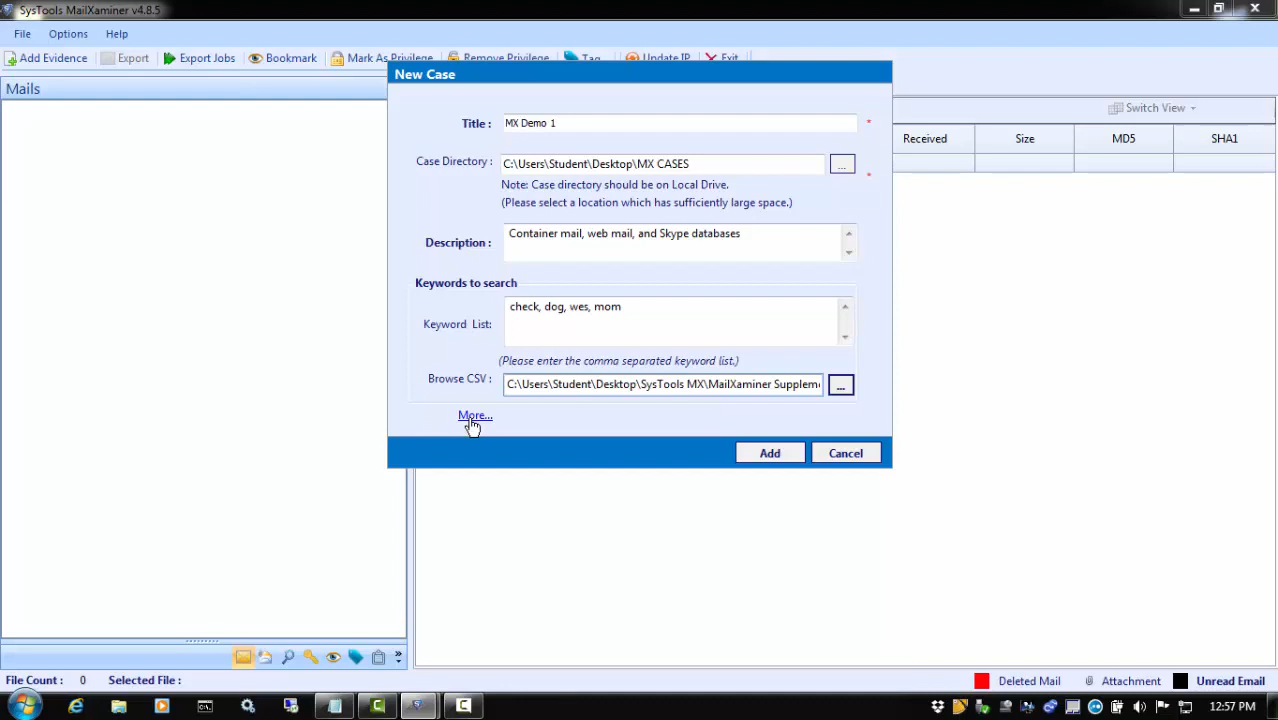 SysTools MailXaminer v4.8.5
File Options Help
Add Evidence Export Export Jobs Bookmark Mark As Privilege Remove Privilege Tag Update IP Exit
Mails
New Case
Switch View
Title : MX Demo 1 *
Received Size MD5 SHA1
Case Directory : C:\Users\Student\Desktop\MX CASES ... *
Note: Case directory should be on Local Drive.
(Please select a location which has sufficiently large space.)
Description : Container mail, web mail, and Skype databases
Keywords to search
Keyword List: check, dog, wes, mom
(Please enter the comma separated keyword list.)
Browse CSV : C:\Users\Student\Desktop\SysTools MX\MailXaminer Suppleme ...
More...
Add Cancel
File Count : 0 Selected File : Deleted Mail Attachment Unread Email
12:57 PM